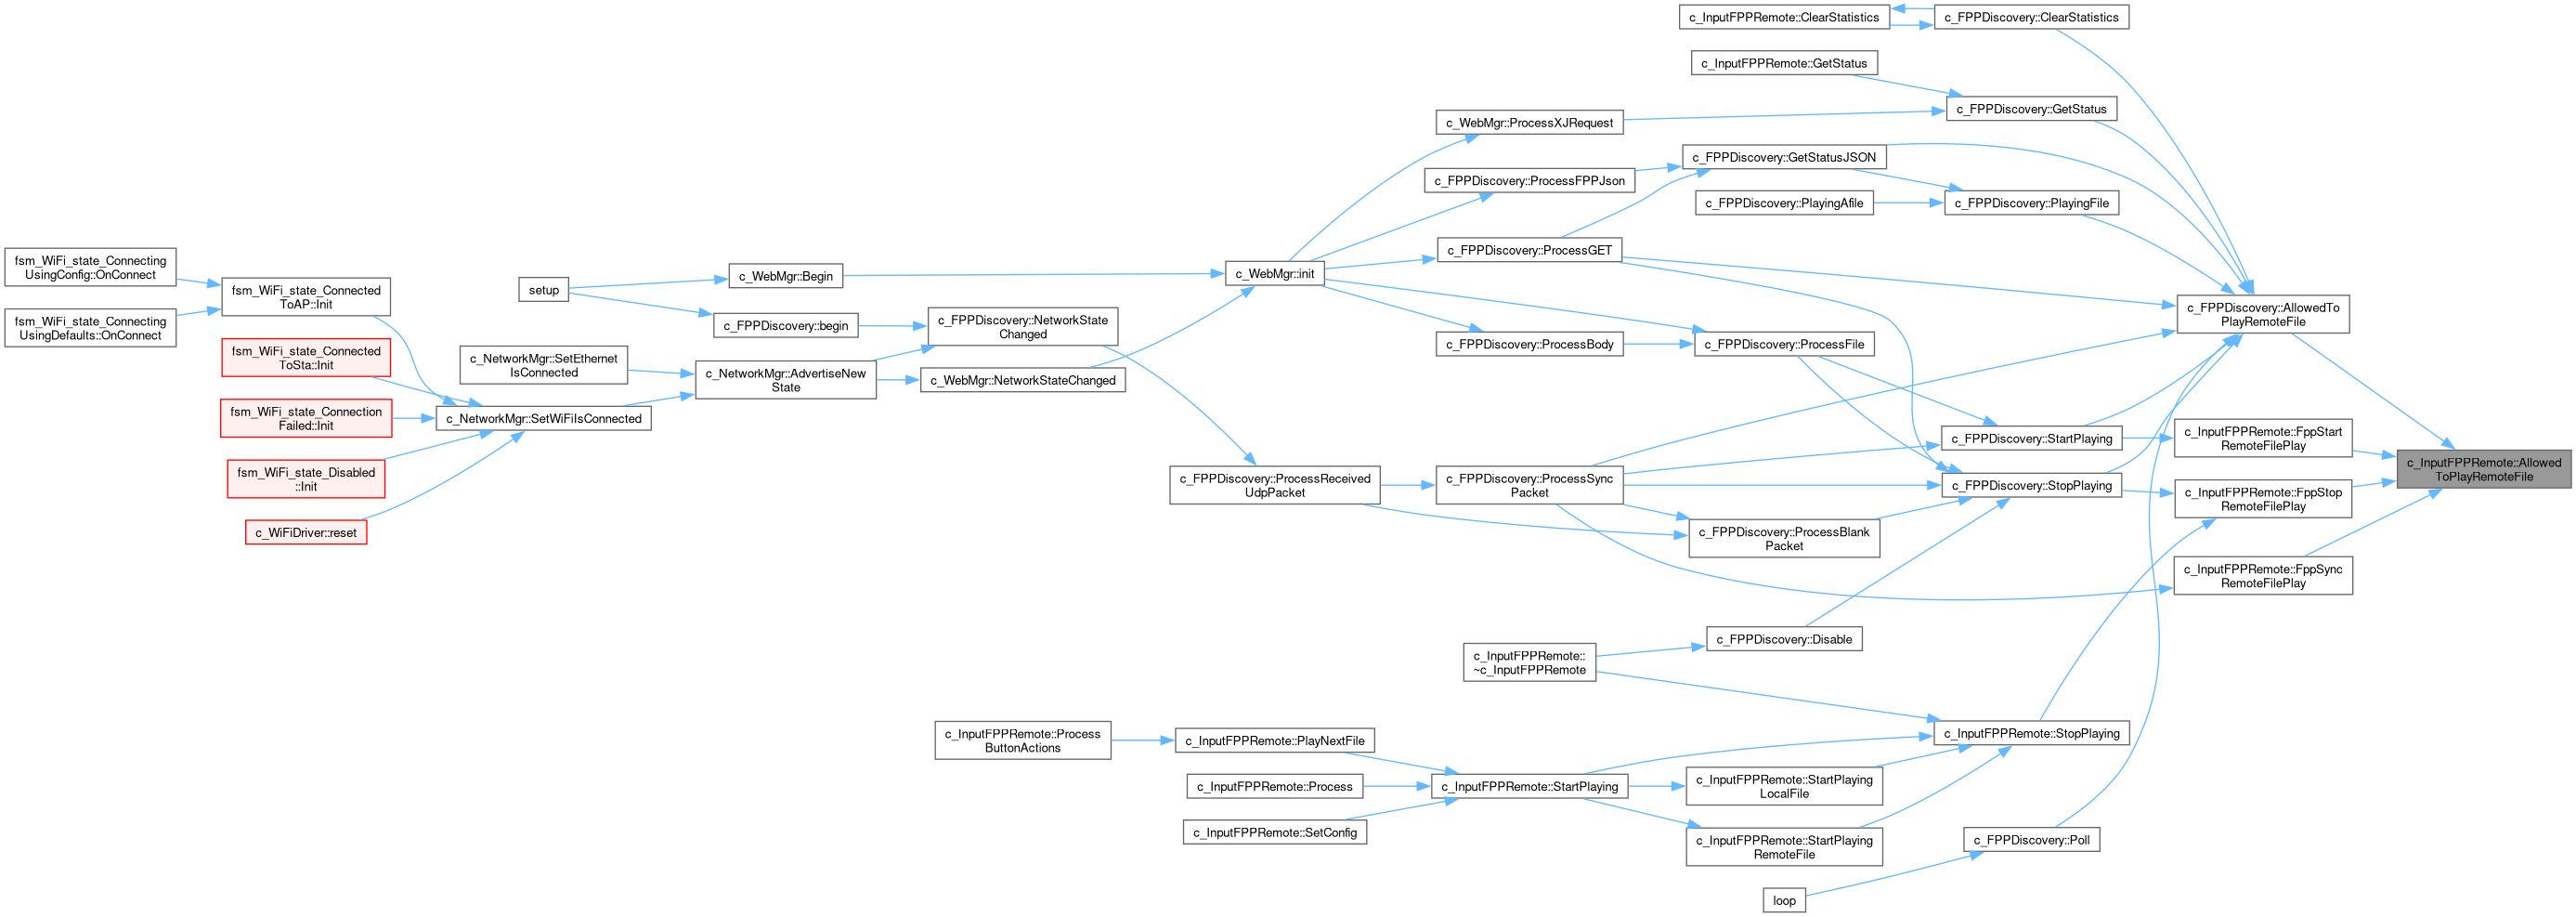 c_InputFPPRemote::ClearStatistics
c_FPPDiscovery::ClearStatistics
c_InputFPPRemote::GetStatus
c_FPPDiscovery::GetStatus
c_WebMgr::ProcessXJRequest
c_FPPDiscovery::GetStatusJSON
c_FPPDiscovery::ProcessFPPJson
c_FPPDiscovery::PlayingAfile
c_FPPDiscovery::PlayingFile
c_FPPDiscovery::ProcessGET
fsm_WiFi_state_Connecting
UsingConfig::OnConnect
fsm_WiFi_state_Connected
ToAP::Init
setup
c_WebMgr::Begin
c_WebMgr::init
c_FPPDiscovery::AllowedTo
PlayRemoteFile
fsm_WiFi_state_Connecting
UsingDefaults::OnConnect
c_FPPDiscovery::begin
c_FPPDiscovery::NetworkState
Changed
c_FPPDiscovery::ProcessBody
c_FPPDiscovery::ProcessFile
fsm_WiFi_state_Connected
ToSta::Init
c_NetworkMgr::SetEthernet
IsConnected
c_NetworkMgr::AdvertiseNew
State
c_WebMgr::NetworkStateChanged
fsm_WiFi_state_Connection
Failed::Init
c_NetworkMgr::SetWiFiIsConnected
c_FPPDiscovery::StartPlaying
c_InputFPPRemote::FppStart
RemoteFilePlay
c_InputFPPRemote::Allowed
ToPlayRemoteFile
fsm_WiFi_state_Disabled
::Init
c_FPPDiscovery::ProcessReceived
UdpPacket
c_FPPDiscovery::ProcessSync
Packet
c_FPPDiscovery::StopPlaying
c_InputFPPRemote::FppStop
RemoteFilePlay
c_WiFiDriver::reset
c_FPPDiscovery::ProcessBlank
Packet
c_InputFPPRemote::FppSync
RemoteFilePlay
c_FPPDiscovery::Disable
c_InputFPPRemote::
~c_InputFPPRemote
c_InputFPPRemote::Process
ButtonActions
c_InputFPPRemote::PlayNextFile
c_InputFPPRemote::StopPlaying
c_InputFPPRemote::Process
c_InputFPPRemote::StartPlaying
c_InputFPPRemote::StartPlaying
LocalFile
c_InputFPPRemote::SetConfig
c_InputFPPRemote::StartPlaying
RemoteFile
c_FPPDiscovery::Poll
loop